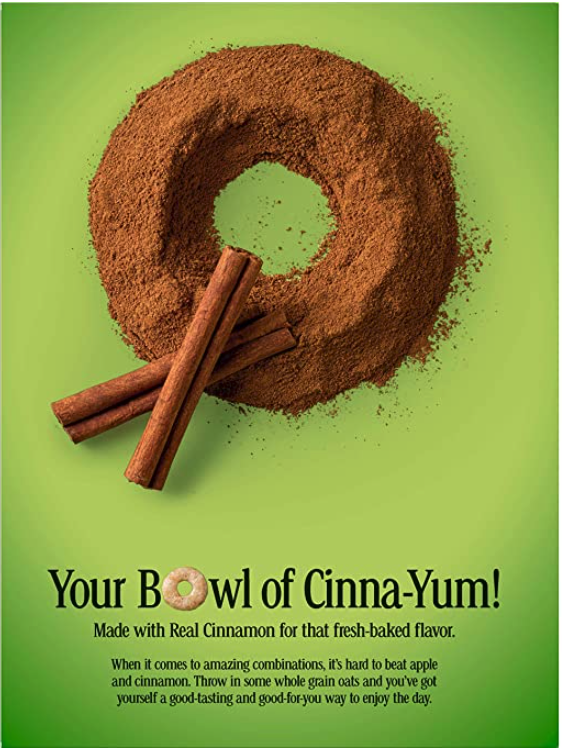 Your Bowl of Cinna-Yum!
Made with Real Cinnamon for that fresh-baked flavor.
When it comes to amazing combinations, it's hard to beat apple
and cinnamon. Throw in some whole grain oats and you've got
yourself a good-tasting and good-for-you way to enjoy the day.